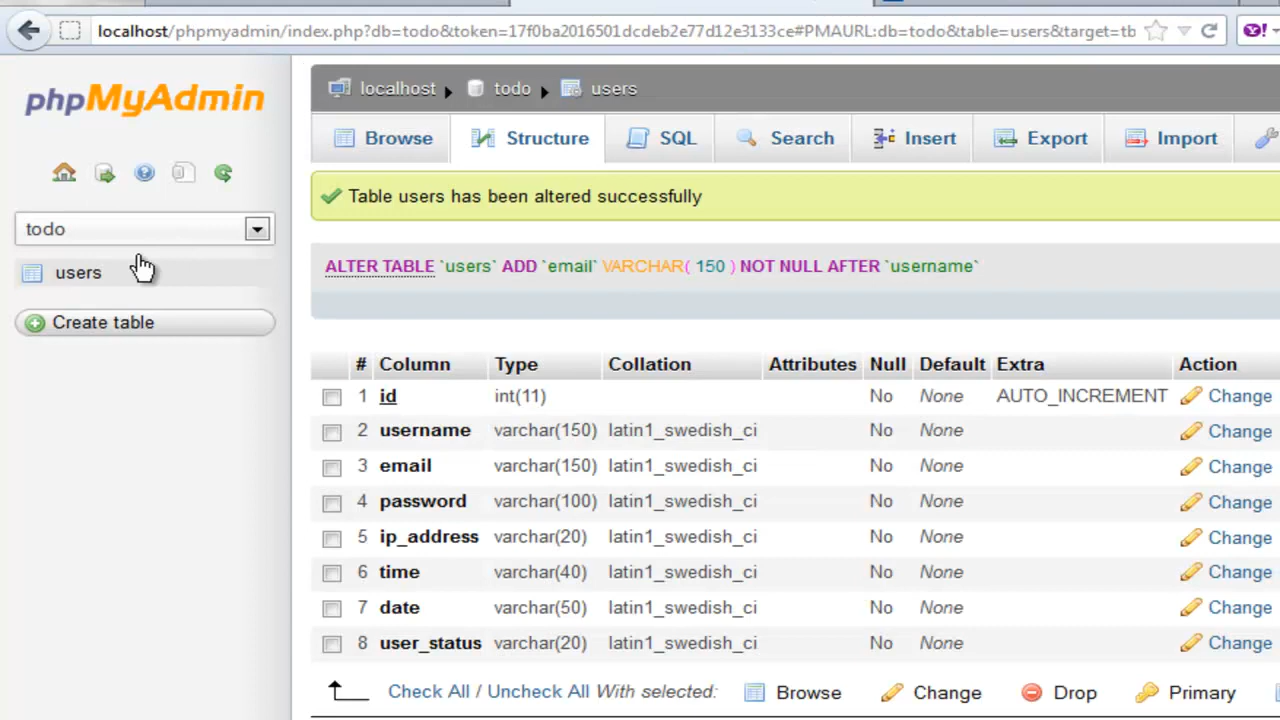 localhost/phpmyadmin/index.php?db=todo&token=17f0ba2016501dcdeb2e77d12e3133ce#PMAURL:db=todo&table=users&target=tb
phpMyAdmin
localhost ▸ todo ▸ users
Browse Structure SQL Search Insert Export Import
Table users has been altered successfully
todo
users
ALTER TABLE `users` ADD `email` VARCHAR( 150 ) NOT NULL AFTER `username`
Create table
# Column Type Collation Attributes Null Default Extra Action
1 id int(11) No None AUTO_INCREMENT Change
2 username varchar(150) latin1_swedish_ci No None Change
3 email varchar(150) latin1_swedish_ci No None Change
4 password varchar(100) latin1_swedish_ci No None Change
5 ip_address varchar(20) latin1_swedish_ci No None Change
6 time varchar(40) latin1_swedish_ci No None Change
7 date varchar(50) latin1_swedish_ci No None Change
8 user_status varchar(20) latin1_swedish_ci No None Change
Check All / Uncheck All With selected: Browse Change Drop Primary